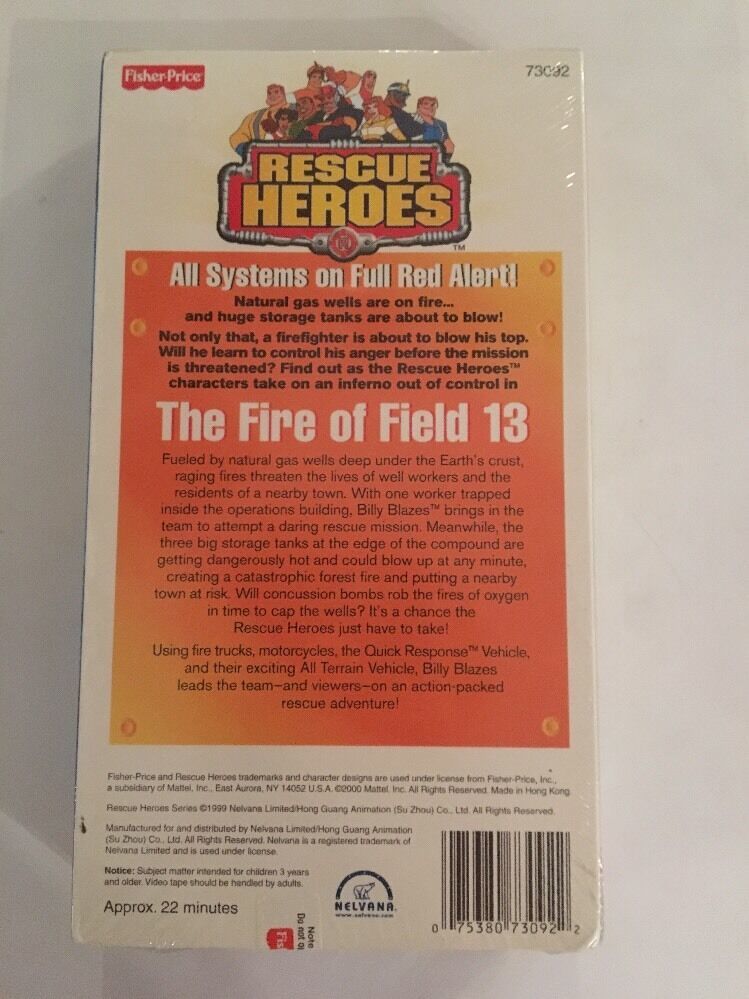 Fisher-Price
73092
RESCUE
HEROES™
All Systems on Full Red Alert!
Natural gas wells are on fire...
and huge storage tanks are about to blow!
Not only that, a firefighter is about to blow his top.
Will he learn to control his anger before the mission
is threatened? Find out as the Rescue Heroes™
characters take on an inferno out of control in
The Fire of Field 13
Fueled by natural gas wells deep under the Earth's crust,
raging fires threaten the lives of well workers and the
residents of a nearby town. With one worker trapped
inside the operations building, Billy Blazes™ brings in the
team to attempt a daring rescue mission. Meanwhile, the
three big storage tanks at the edge of the compound are
getting dangerously hot and could blow up at any minute,
creating a catastrophic forest fire and putting a nearby
town at risk. Will concussion bombs rob the fires of oxygen
in time to cap the wells? It's a chance the
Rescue Heroes just have to take!
Using fire trucks, motorcycles, the Quick Response™ Vehicle,
and their exciting All Terrain Vehicle, Billy Blazes
leads the team–and viewers–on an action-packed
rescue adventure!
Fisher-Price and Rescue Heroes trademarks and character designs are used under license from Fisher-Price, Inc.,
a subsidiary of Mattel, Inc., East Aurora, NY 14052 U.S.A. ©2000 Mattel, Inc. All Rights Reserved. Made in Hong Kong.
Rescue Heroes Series ©1999 Nelvana Limited/Hong Guang Animation (Su Zhou) Co., Ltd. All Rights Reserved.
Manufactured for and distributed by Nelvana Limited/Hong Guang Animation
(Su Zhou) Co., Ltd. All Rights Reserved. Nelvana is a registered trademark of
Nelvana Limited and is used under license.
Notice: Subject matter intended for children 3 years
and older. Video tape should be handled by adults.
Approx. 22 minutes
NELVANA
www.nelvana.com
Note
Do not
Fis
0 75380 73092 2